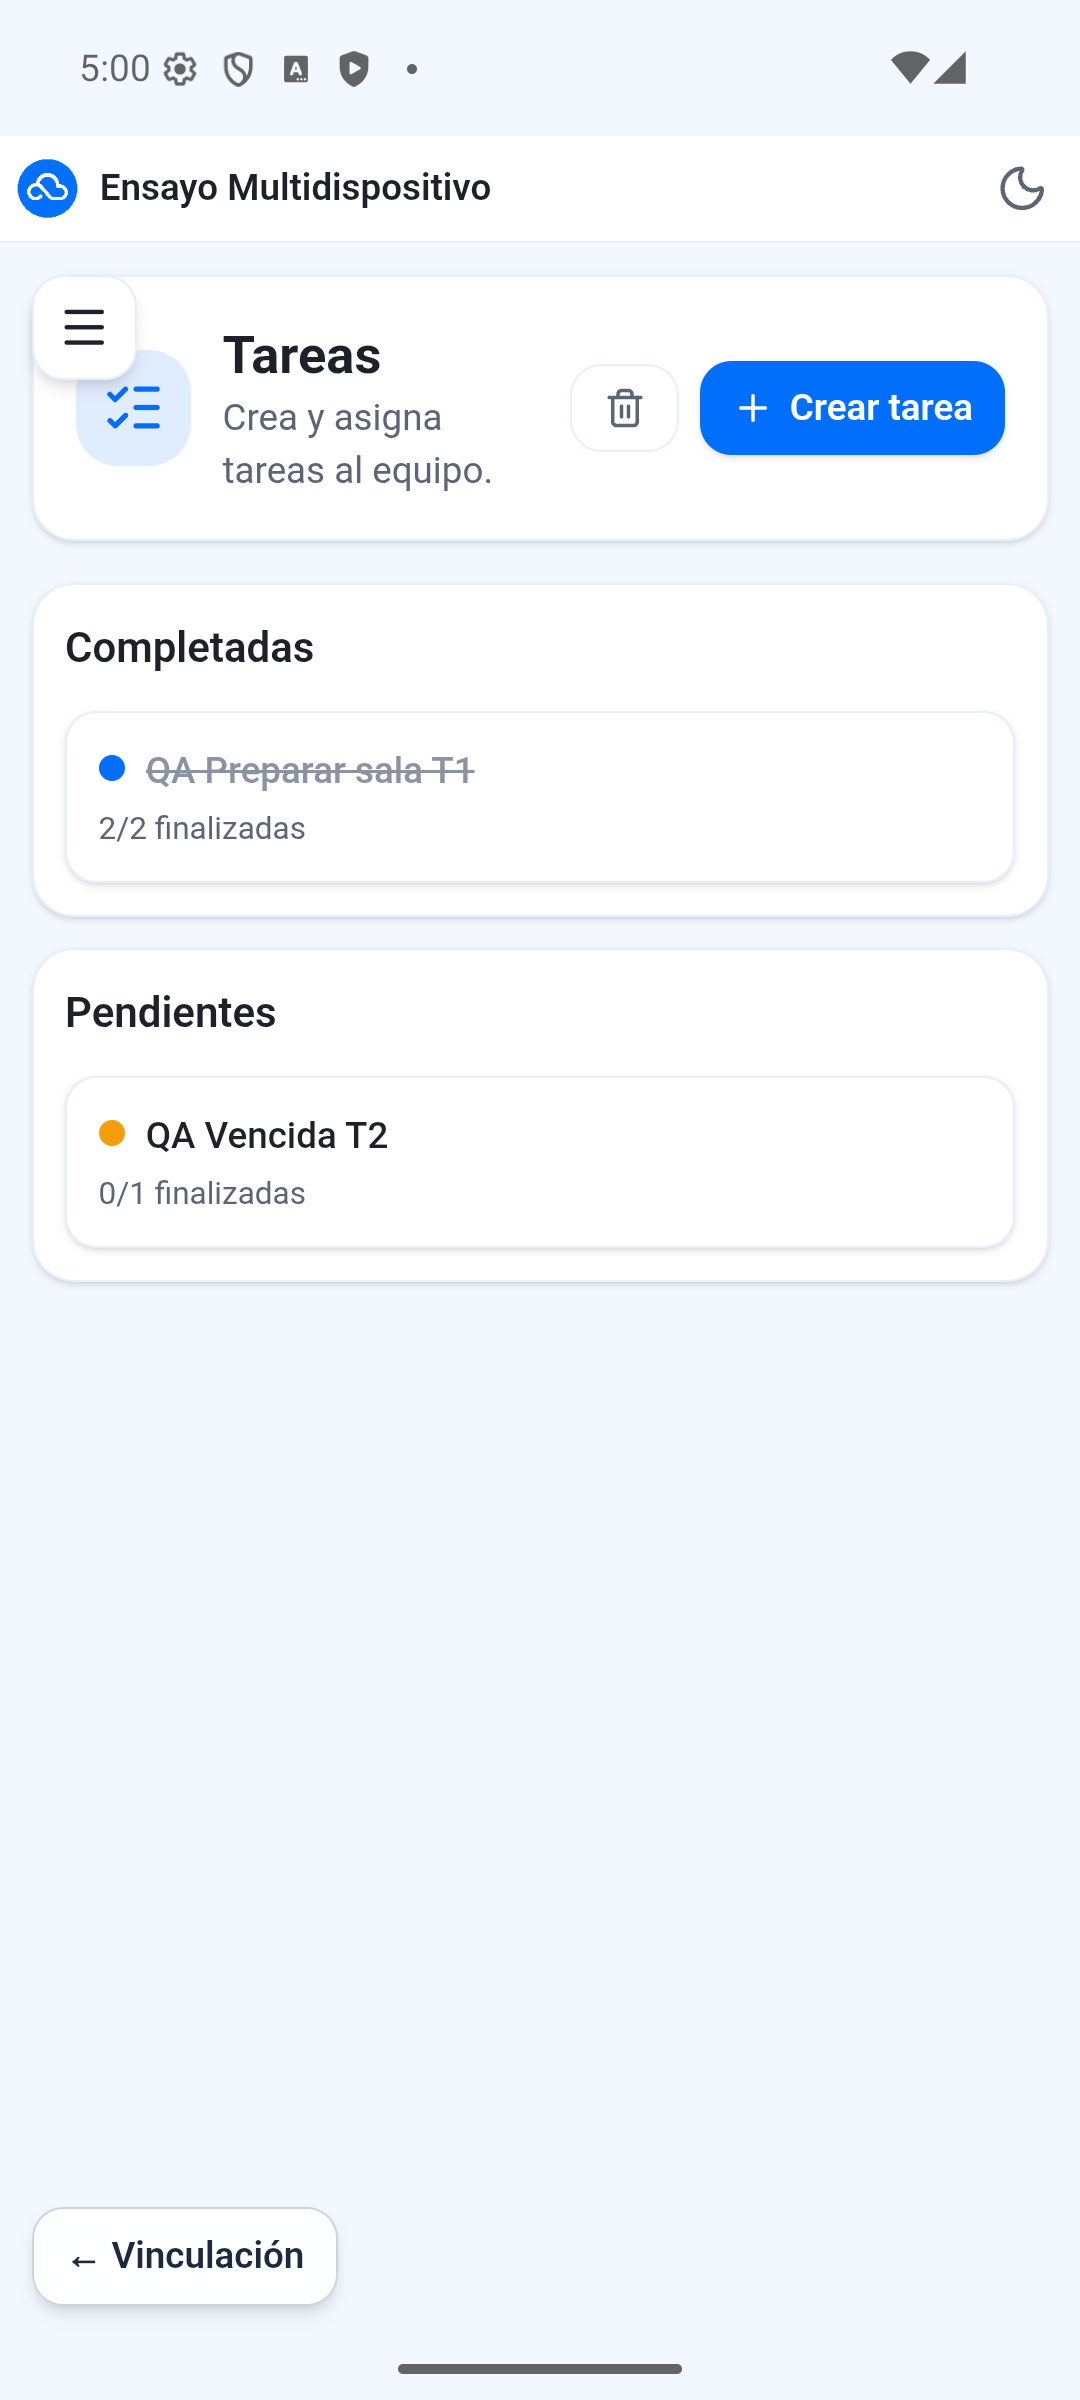 5:00
Ensayo Multidispositivo
Tareas
Crea y asigna
tareas al equipo.
Crear tarea
Completadas
QA Preparar sala T1
2/2 finalizadas
Pendientes
QA Vencida T2
0/1 finalizadas
← Vinculación